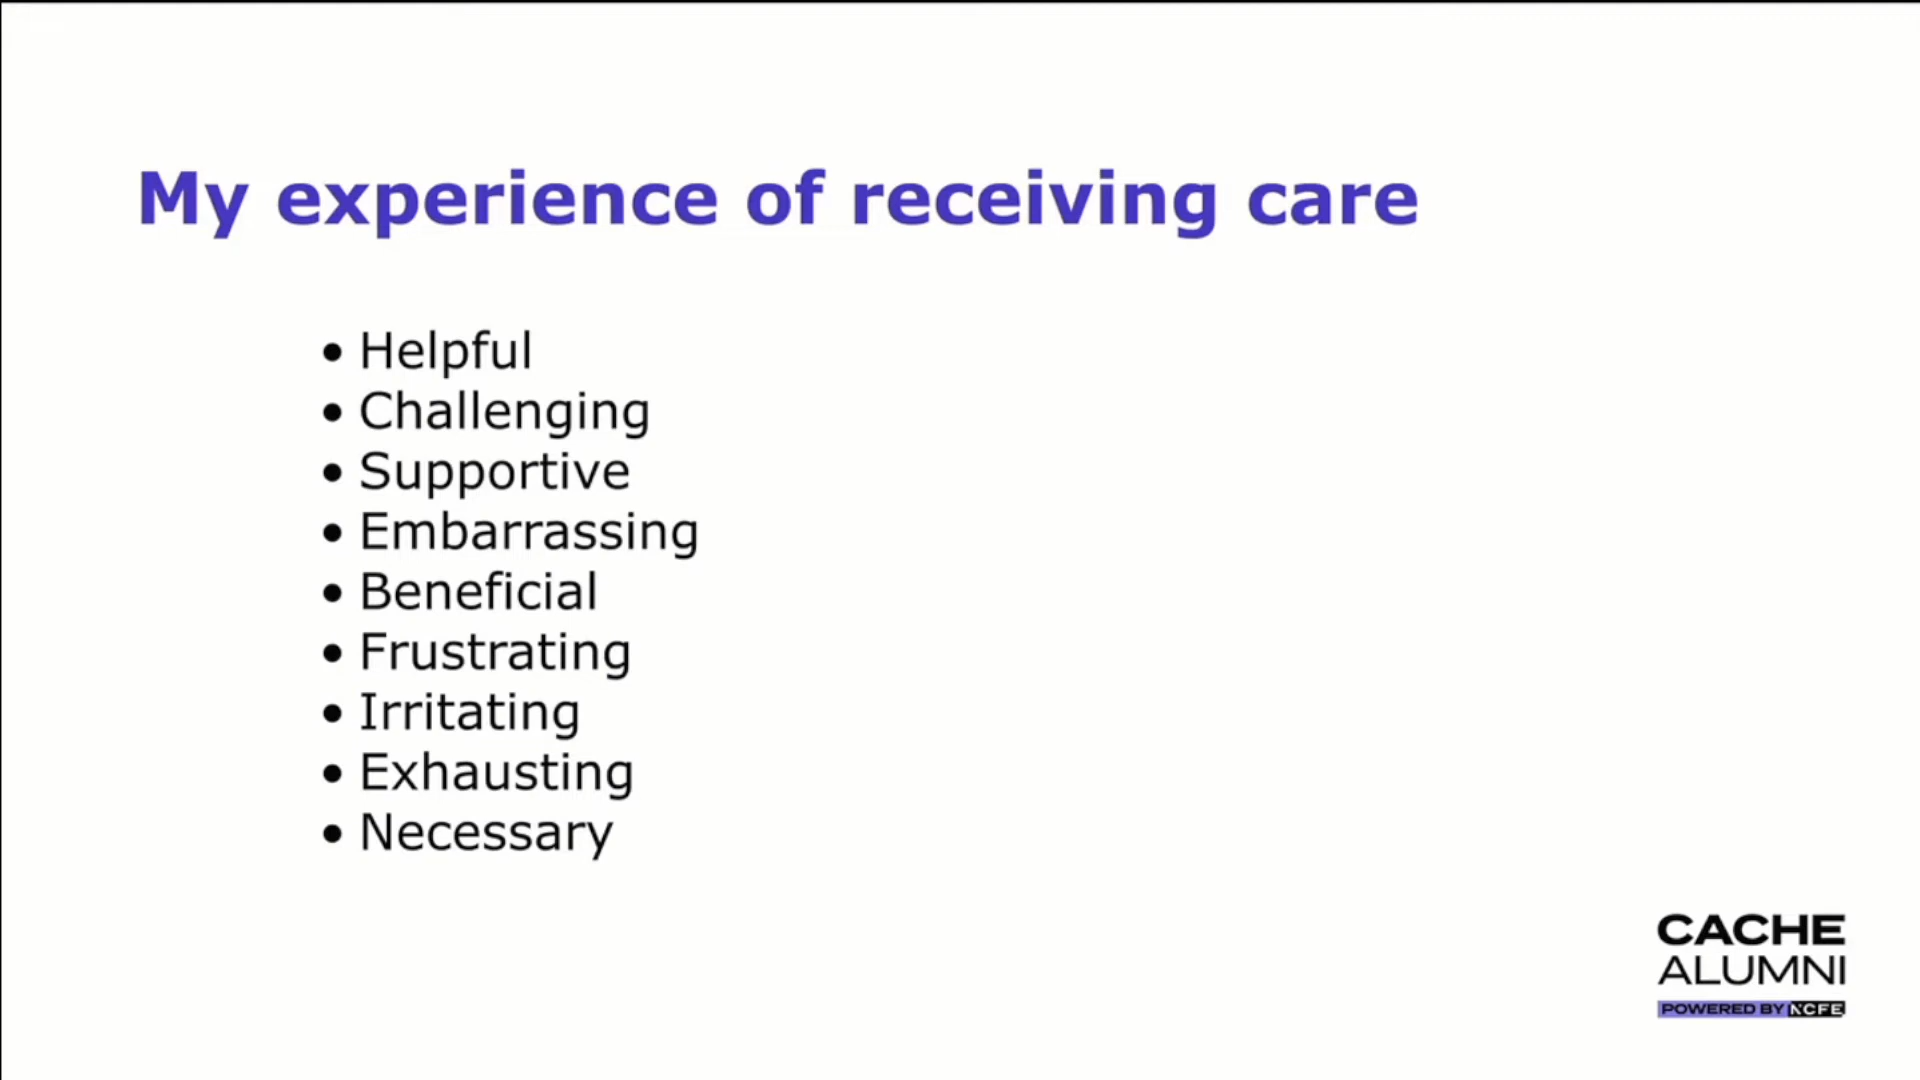 My experience of receiving care
• Helpful
• Challenging
• Supportive
• Embarrassing
• Beneficial
• Frustrating
• Irritating
• Exhausting
• Necessary
CACHE
ALUMNI
POWERED BY NCFE